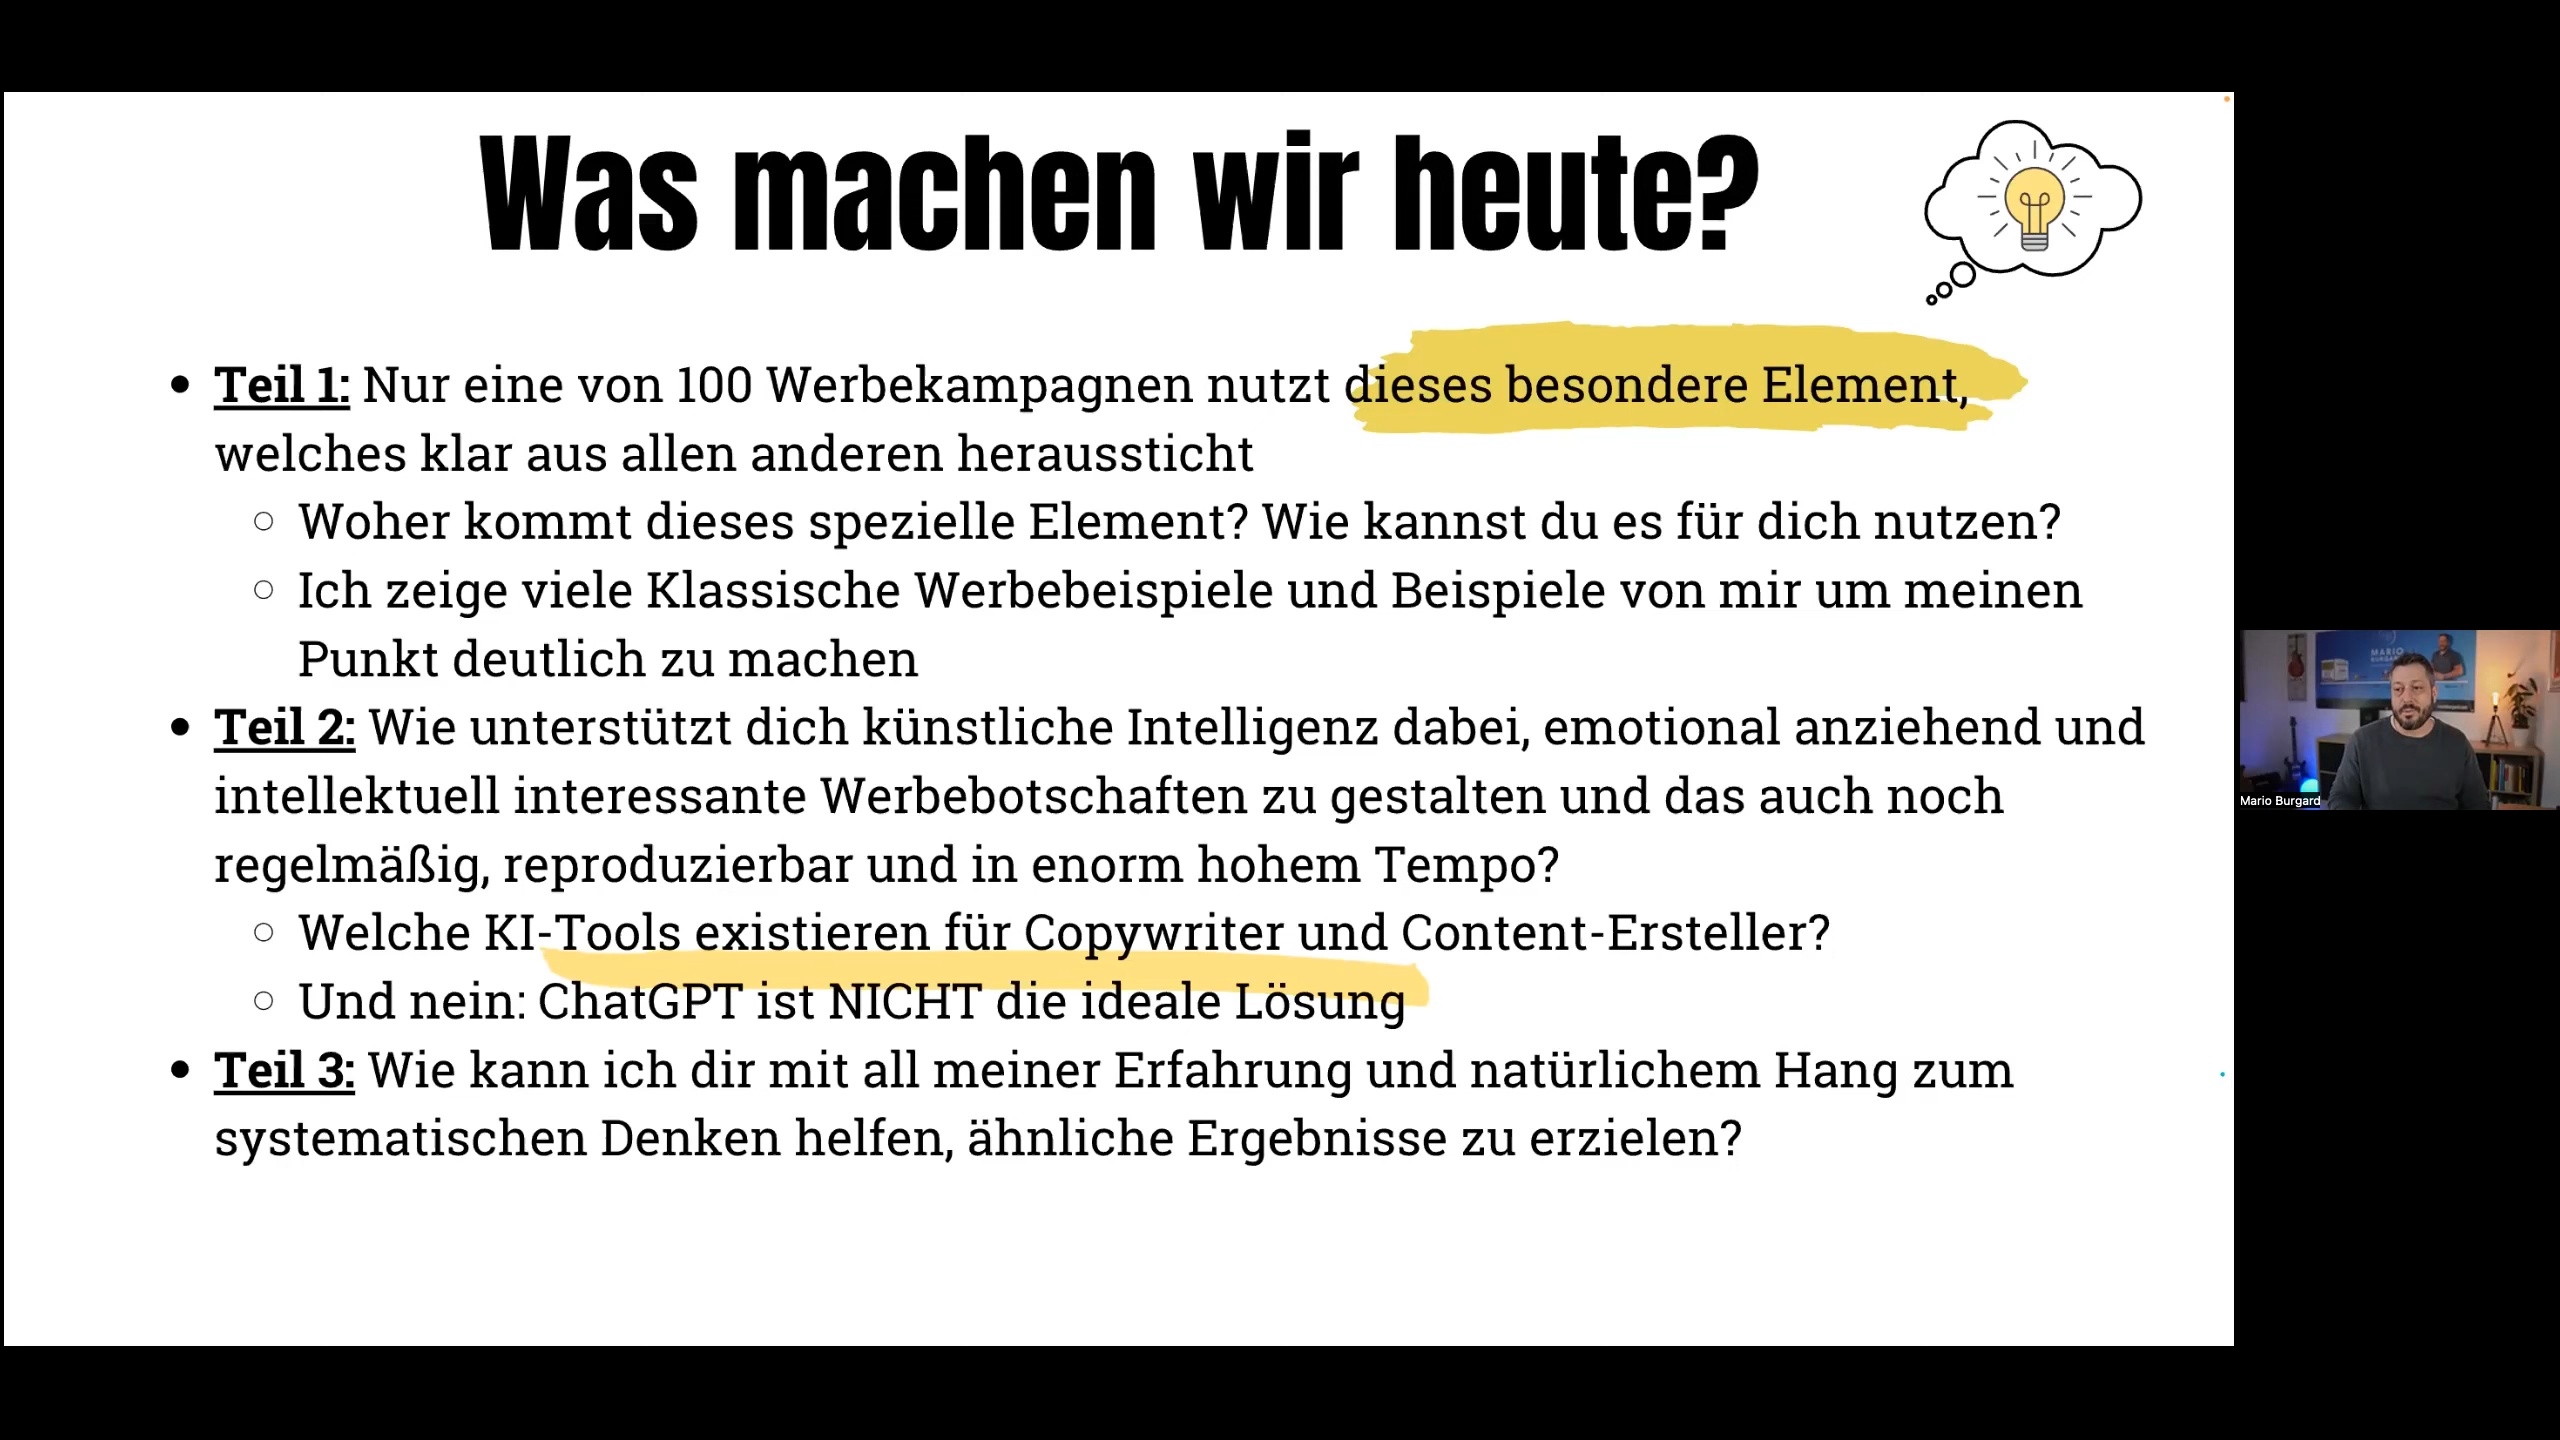 Was machen wir heute?
Teil 1: Nur eine von 100 Werbekampagnen nutzt dieses besondere Element,
welches klar aus allen anderen heraussticht
Woher kommt dieses spezielle Element? Wie kannst du es für dich nutzen?
Ich zeige viele Klassische Werbebeispiele und Beispiele von mir um meinen
Punkt deutlich zu machen
Teil 2: Wie unterstützt dich künstliche Intelligenz dabei, emotional anziehend und
intellektuell interessante Werbebotschaften zu gestalten und das auch noch
regelmäßig, reproduzierbar und in enorm hohem Tempo?
Welche KI-Tools existieren für Copywriter und Content-Ersteller?
Und nein: ChatGPT ist NICHT die ideale Lösung
Teil 3: Wie kann ich dir mit all meiner Erfahrung und natürlichem Hang zum
systematischen Denken helfen, ähnliche Ergebnisse zu erzielen?
MARIO
Mario Burgard